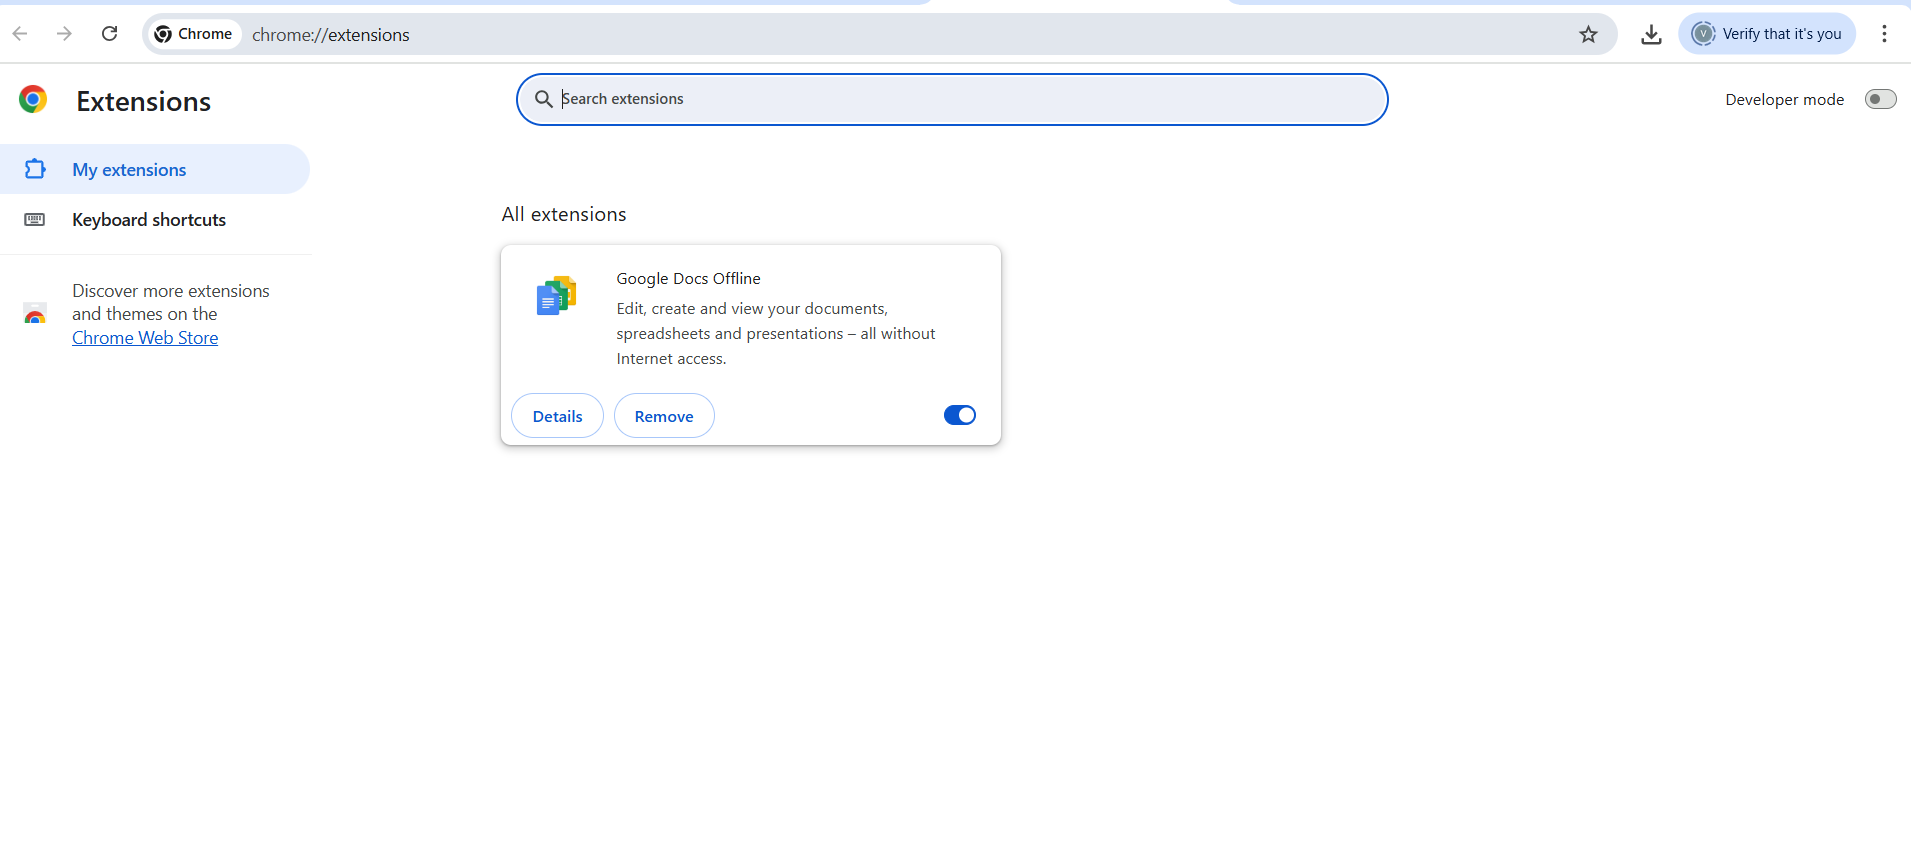 Chrome
chrome://extensions
V
Verify that it's you
Extensions
Search extensions
Developer mode
My extensions
Keyboard shortcuts
Discover more extensions
and themes on the
Chrome Web Store
All extensions
Google Docs Offline
Edit, create and view your documents,
spreadsheets and presentations – all without
Internet access.
Details
Remove